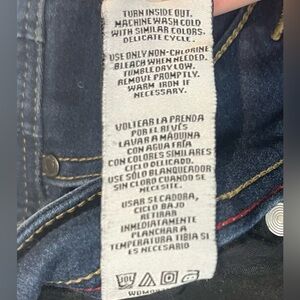 TURN INSIDE OUT.
MACHINE WASH COLD
WITH SIMILAR COLORS.
DELICATE CYCLE.
USE ONLY NON-CHLORINE
BLEACH WHEN NEEDED.
TUMBLE DRY LOW.
REMOVE PROMPTLY.
WARM IRON IF
NECESSARY.
VOLTEAR LA PRENDA
POR EL REVÉS
LAVAR A MÁQUINA
CON AGUA FRÍA
CON COLORES SIMILARES
CICLO DELICADO.
USE SÓLO BLANQUEADOR
SIN CLORO CUANDO SE
NECESITE.
USAR SECADORA,
CICLO BAJO
RETIRAR
INMEDIATAMENTE
PLANCHAR A
TEMPERATURA TIBIA SI
ES NECESARIO